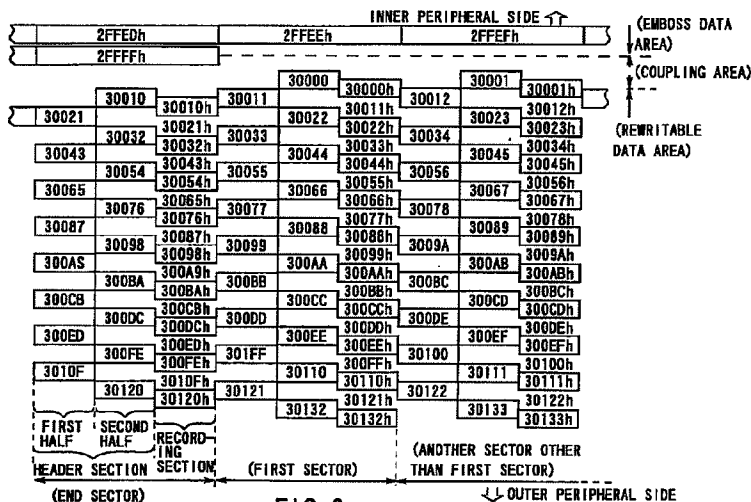 INNER PERIPHERAL SIDE
2FFEDh 2FFEEh 2FFEFh
(EMBOSS DATA AREA)
2FFFFh
(COUPLING AREA)
30000 30001
30010 30000h 30001h
30010h 30011 30012
30021 30011h 30012h
30021h 30022 30023
30032 30022h 30023h
30032h 30033 30034
(REWRITABLE DATA AREA)
30043 30033h 30034h
30043h 30044 30045
30054 30044h 30045h
30054h 30055 30056
30065 30055h 30056h
30065h 30066 30067
30076 30066h 30067h
30076h 30077 30078
30087 30077h 30078h
30087h 30088 30089
30098 30086h 30089h
30098h 30099 3009A
300AS 30099h 3009Ah
300A9h 300AA 300AB
300BA 300AAh 300ABh
300BAh 300BB 300BC
300CB 300BBh 300BCh
300CBh 300CC 300CD
300DC 300CCh 300CDh
300DCh 300DD 300DE
300ED 300DDh 300DEh
300EDh 300EE 300EF
300FE 300EEh 300EFh
300FEh 301FF 30100
3010F 300FFh 30100h
3010Fh 30110 30111
30120 30110h 30111h
30120h 30121 30122
30121h 30122h
30132 30133
30132h 30133h
FIRST HALF
SECOND HALF
RECORDING SECTION
HEADER SECTION
(END SECTOR)
(FIRST SECTOR)
(ANOTHER SECTOR OTHER THAN FIRST SECTOR)
OUTER PERIPHERAL SIDE